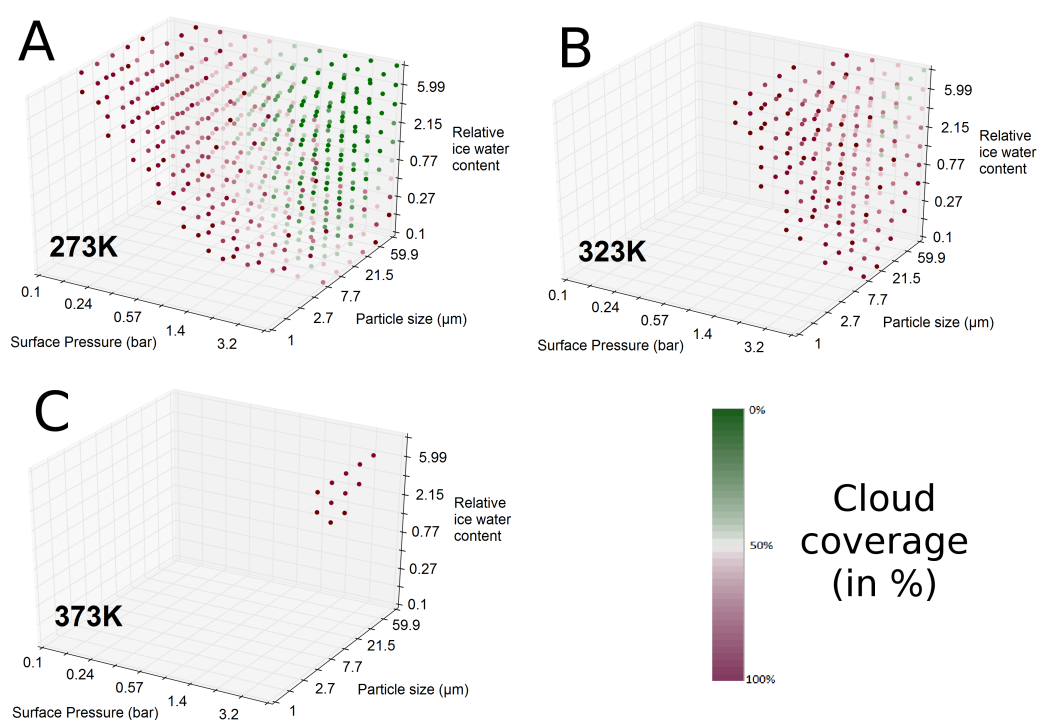 A
5.99
2.15
Relative
ice water
content
0.77
0.27
0.1
59.9
21.5
7.7
2.7
1
Particle size (μm)
273K
0.1
0.24
0.57
1.4
3.2
Surface Pressure (bar)
B
5.99
2.15
Relative
ice water
content
0.77
0.27
0.1
59.9
21.5
7.7
2.7
1
Particle size (μm)
323K
0.1
0.24
0.57
1.4
3.2
Surface Pressure (bar)
C
5.99
2.15
Relative
ice water
content
0.77
0.27
0.1
59.9
21.5
7.7
2.7
1
Particle size (μm)
373K
0.1
0.24
0.57
1.4
3.2
Surface Pressure (bar)
0%
50%
100%
Cloud
coverage
(in %)